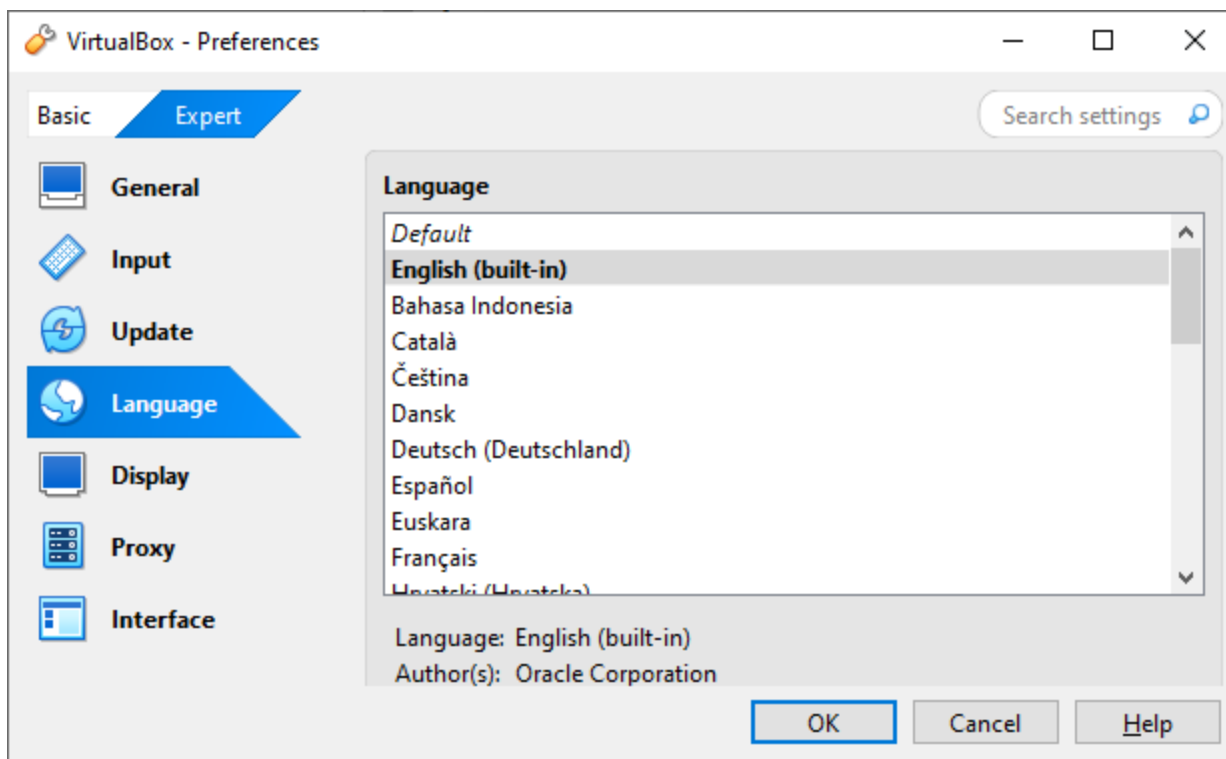 VirtualBox - Preferences
Basic
Expert
Search settings
General
Input
Update
Language
Display
Proxy
Interface
Language
Default
English (built-in)
Bahasa Indonesia
Català
Čeština
Dansk
Deutsch (Deutschland)
Español
Euskara
Français
Hrvatski (Hrvatska)
Language: English (built-in)
Author(s): Oracle Corporation
OK
Cancel
Help